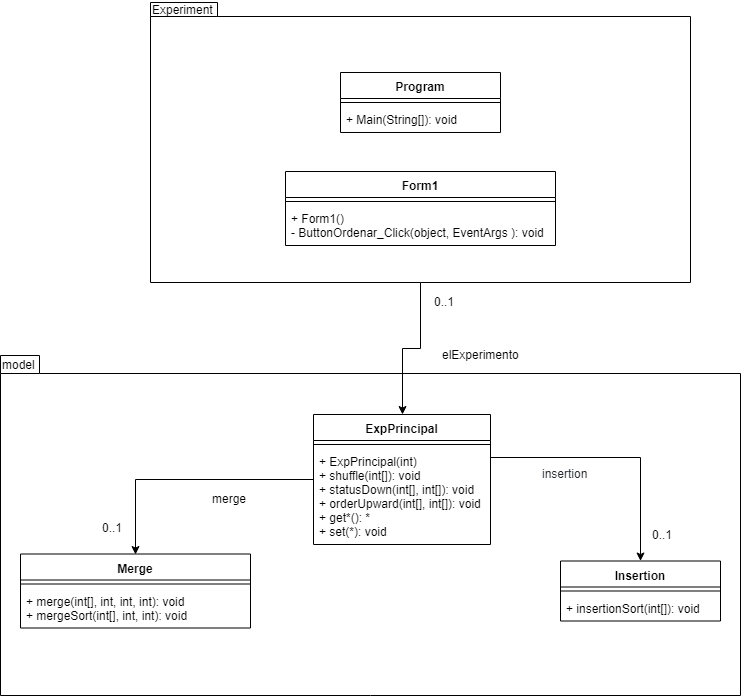 Experiment
Program
+ Main(String[]): void
Form1
+ Form1()
- ButtonOrdenar_Click(object, EventArgs ): void
0..1
elExperimento
model
ExpPrincipal
+ ExpPrincipal(int)
+ shuffle(int[]): void
+ statusDown(int[], int[]): void
+ orderUpward(int[], int[]): void
+ get*(): *
+ set(*): void
merge
0..1
insertion
0..1
Merge
+ merge(int[], int, int, int): void
+ mergeSort(int[], int, int): void
Insertion
+ insertionSort(int[]): void